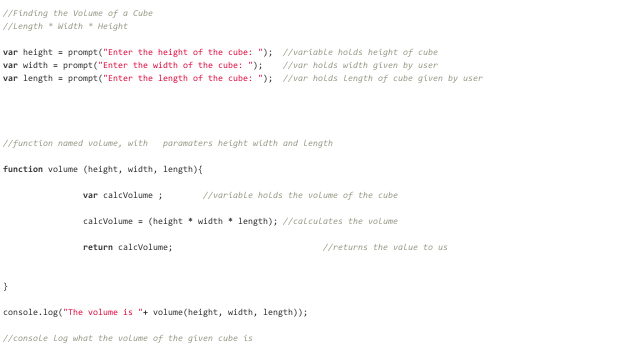 //Finding the Volume of a Cube
//Length * Width * Height
var height = prompt("Enter the height of the cube: ");  //variable holds height of cube
var width = prompt("Enter the width of the cube: ");    //var holds width given by user
var length = prompt("Enter the length of the cube: ");  //var holds length of cube given by user
//function named volume, with   paramaters height width and length
function volume (height, width, length){
var calcVolume ;        //variable holds the volume of the cube
calcVolume = (height * width * length); //calculates the volume
return calcVolume;                              //returns the value to us
}
console.log("The volume is "+ volume(height, width, length));
//console log what the volume of the given cube is